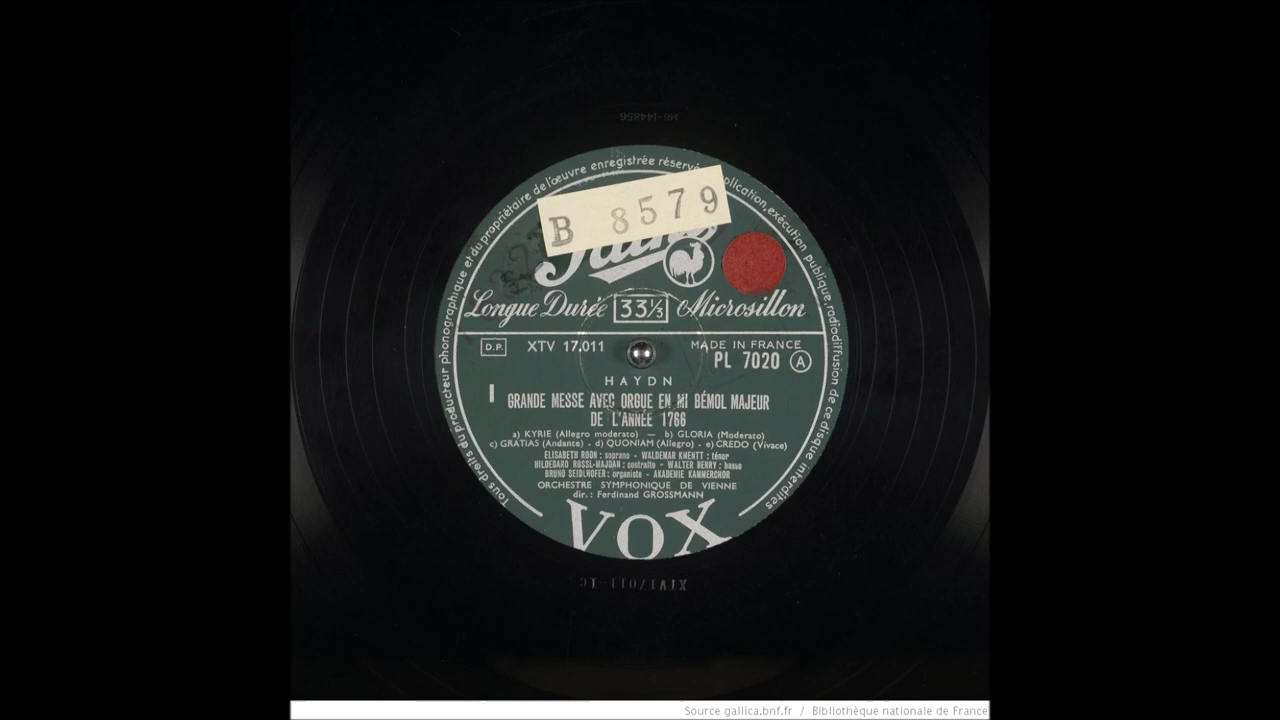 M6-144856
Tous droits du producteur phonographique et du propriétaire de l'œuvre enregistrée réservés
exécution publique, radiodiffusion de ce disque interdites
B 8579
Longue Durée 33⅓ Microsillon
D.P. XTV 17.011 MADE IN FRANCE
PL 7020 A
HAYDN
I GRANDE MESSE AVEC ORGUE EN MI BÉMOL MAJEUR
DE L'ANNÉE 1766
a) KYRIE (Allegro moderato) — b) GLORIA (Moderato)
c) GRATIAS (Andante) - d) QUONIAM (Allegro) - e) CREDO (Vivace)
ELISABETH ROON : soprano - WALDEMAR KMENTT : ténor
HILDEGARD ROSSL-MAJDAN : contralto - WALTER BERRY : basse
BRUNO SEIDLHOFER : organiste - AKADEMIE KAMMERCHOR
ORCHESTRE SYMPHONIQUE DE VIENNE
dir. : Ferdinand GROSSMANN
VOX
Source gallica.bnf.fr / Bibliothèque nationale de France